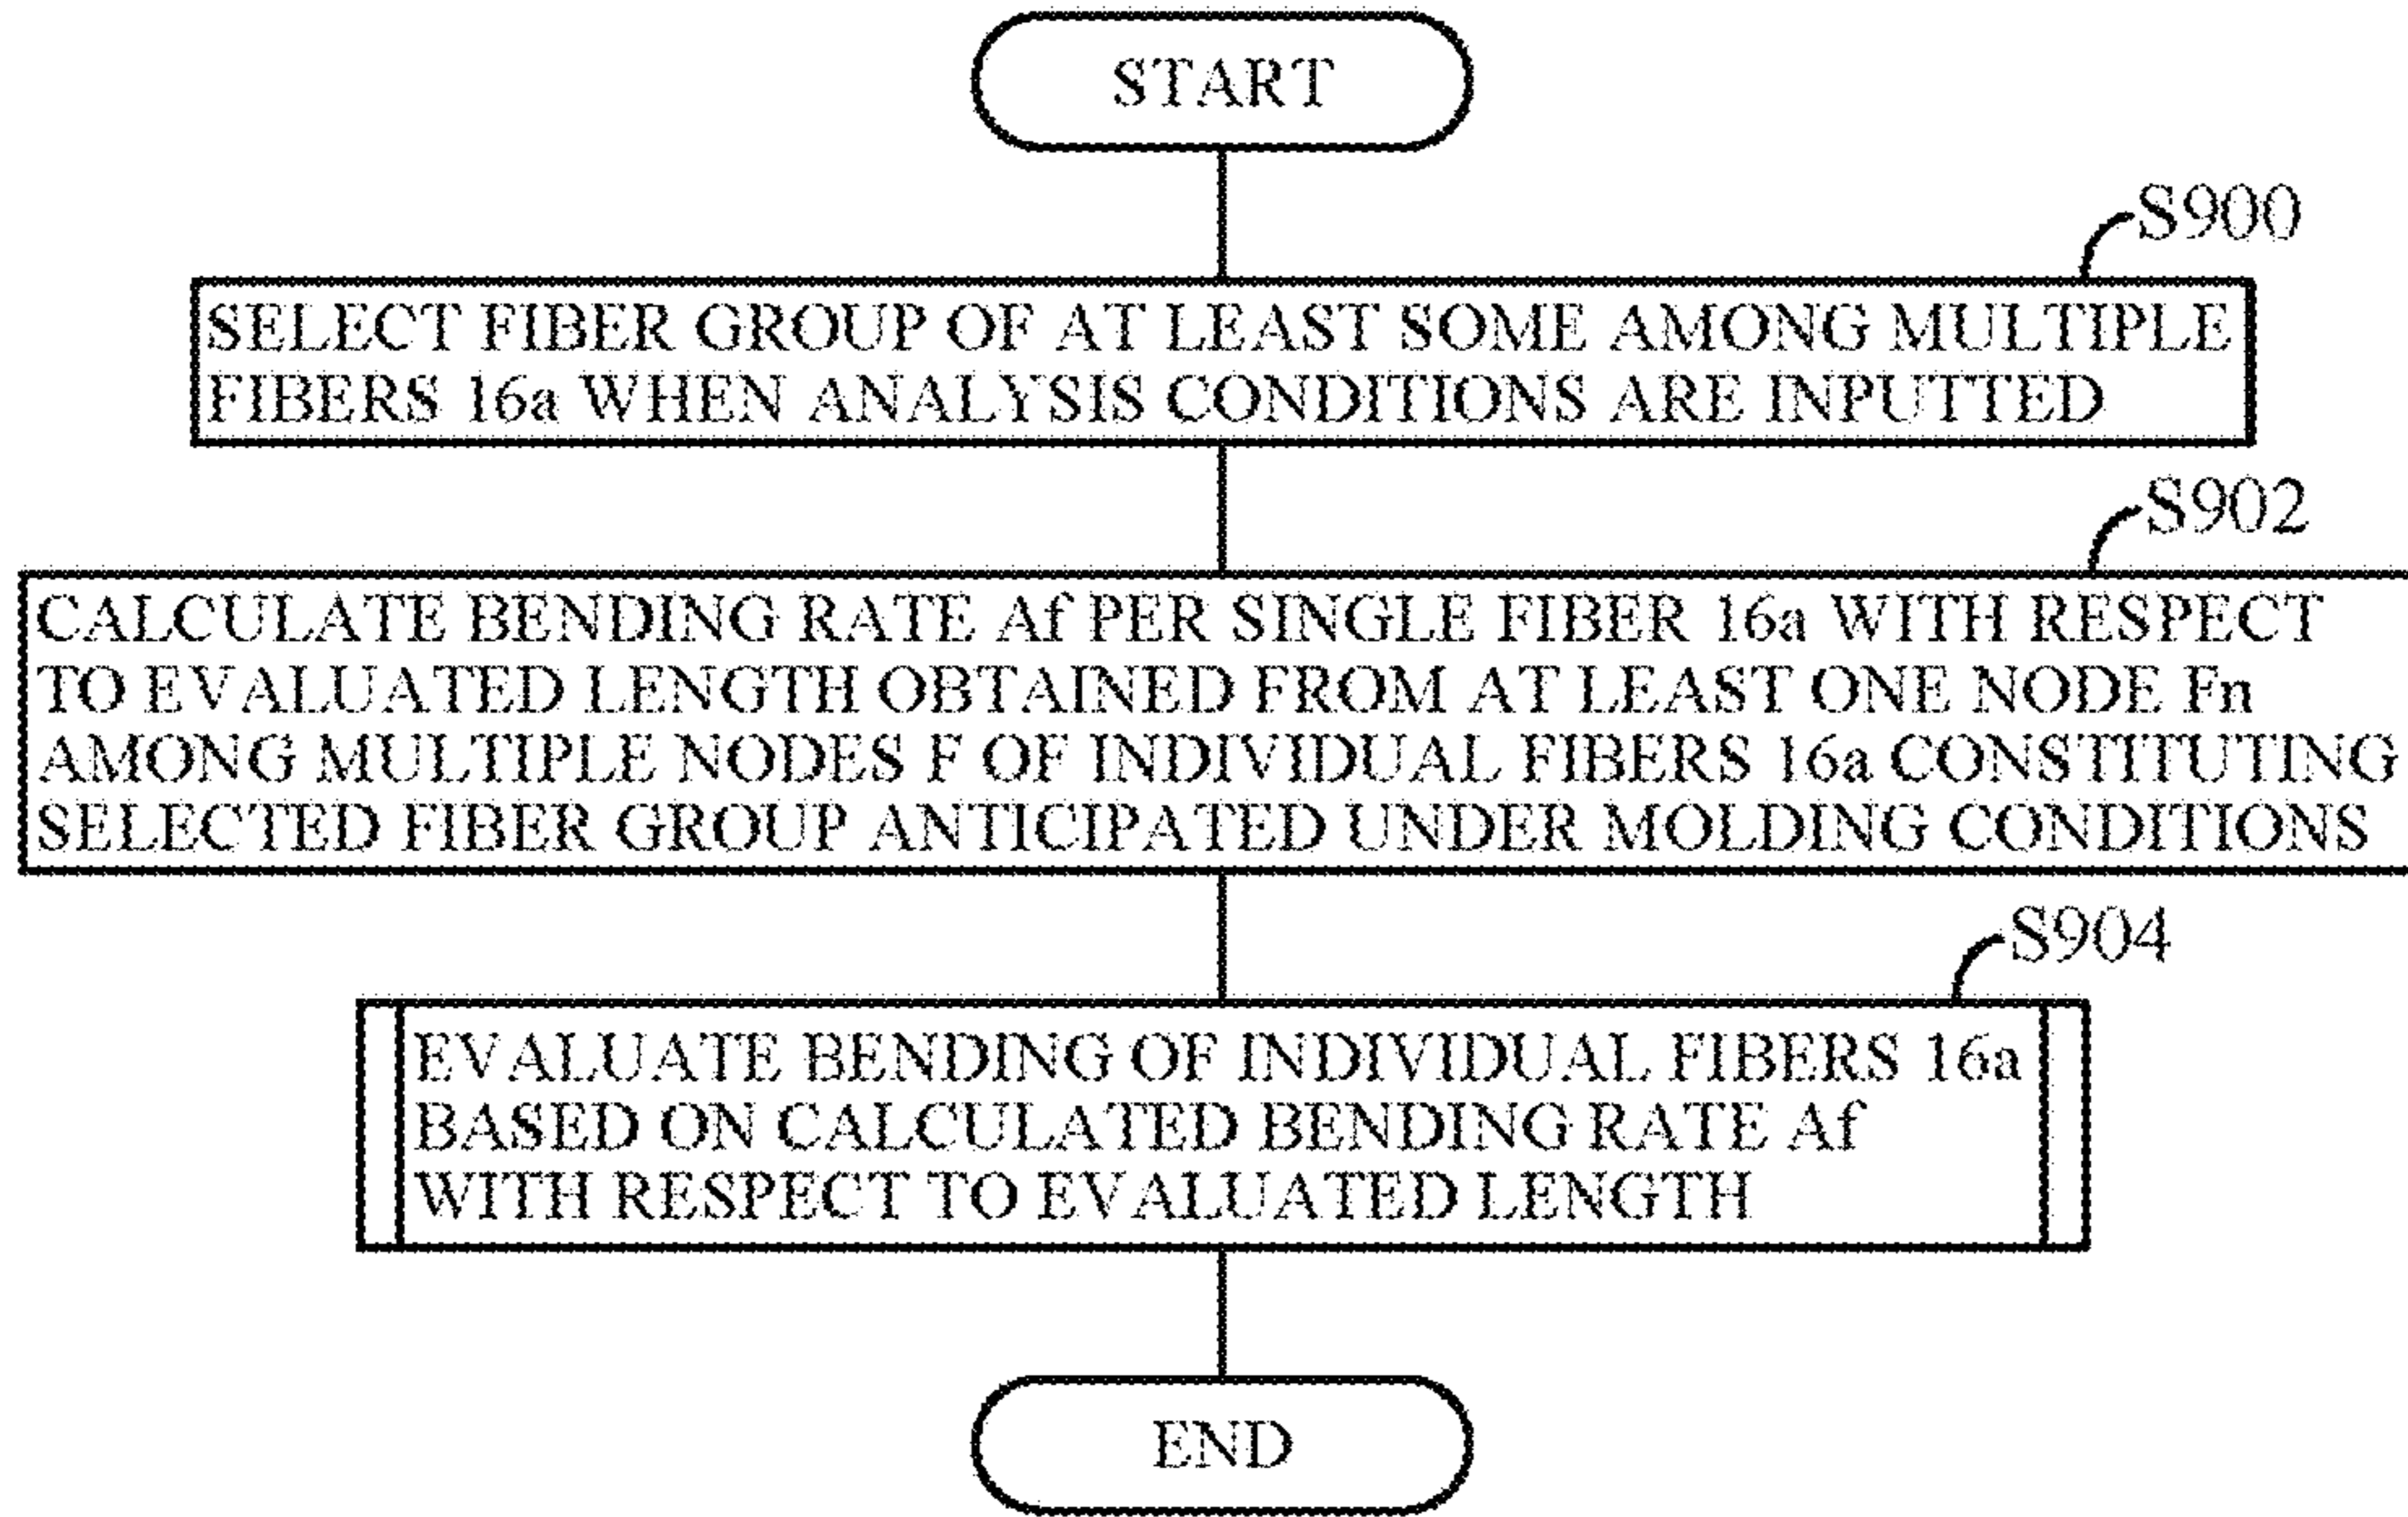 START
S900
SELECT FIBER GROUP OF AT LEAST SOME AMONG MULTIPLE
FIBERS 16a WHEN ANALYSIS CONDITIONS ARE INPUTTED
S902
CALCULATE BENDING RATE Af PER SINGLE FIBER 16a WITH RESPECT
TO EVALUATED LENGTH OBTAINED FROM AT LEAST ONE NODE Fn
AMONG MULTIPLE NODES F OF INDIVIDUAL FIBERS 16a CONSTITUTING
SELECTED FIBER GROUP ANTICIPATED UNDER MOLDING CONDITIONS
S904
EVALUATE BENDING OF INDIVIDUAL FIBERS 16a
BASED ON CALCULATED BENDING RATE Af
WITH RESPECT TO EVALUATED LENGTH
END